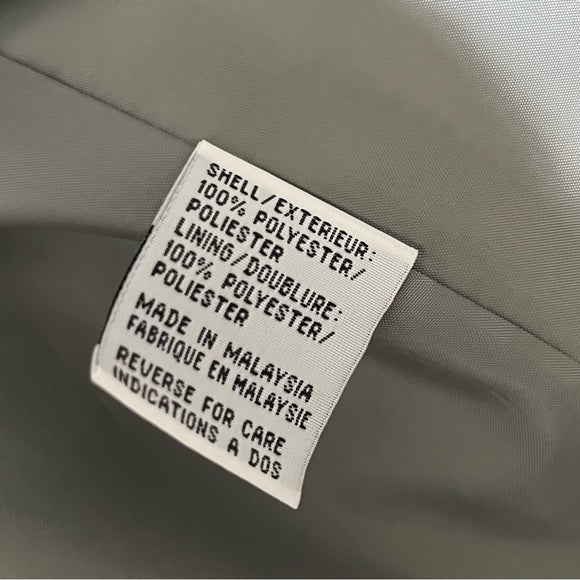 SHELL/EXTERIEUR:
100% POLYESTER/
POLIESTER
LINING/DOUBLURE:
100% POLYESTER/
POLIESTER
MADE IN MALAYSIA
FABRIQUE EN MALAYSIE
REVERSE FOR CARE
INDICATIONS A DOS